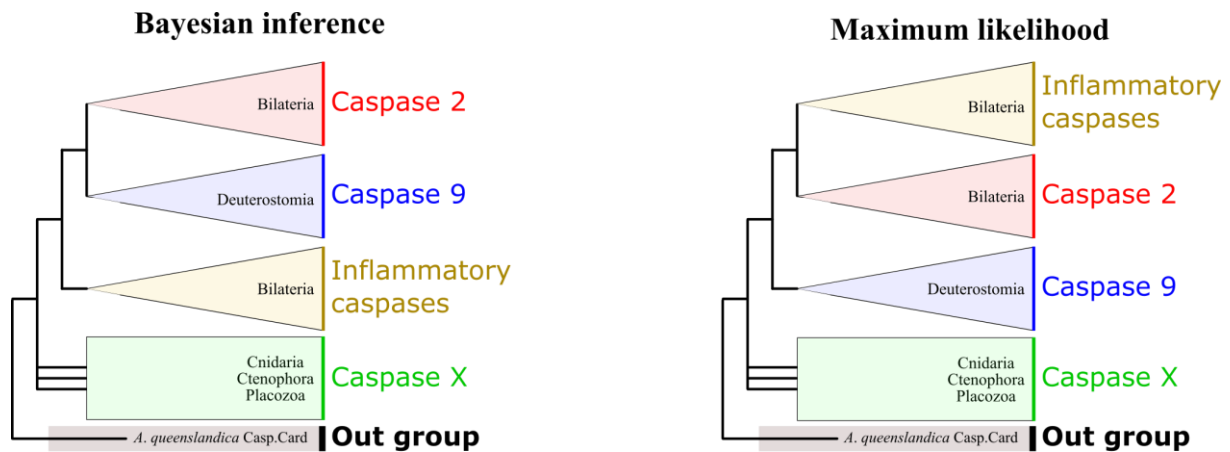 Bayesian inference
Bilateria
Caspase 2
Deuterostomia
Caspase 9
Bilateria
Inflammatory
caspases
Cnidaria
Ctenophora
Placozoa
Caspase X
A. queenslandica Casp.Card
Out group
Maximum likelihood
Bilateria
Inflammatory
caspases
Bilateria
Caspase 2
Deuterostomia
Caspase 9
Cnidaria
Ctenophora
Placozoa
Caspase X
A. queenslandica Casp.Card
Out group